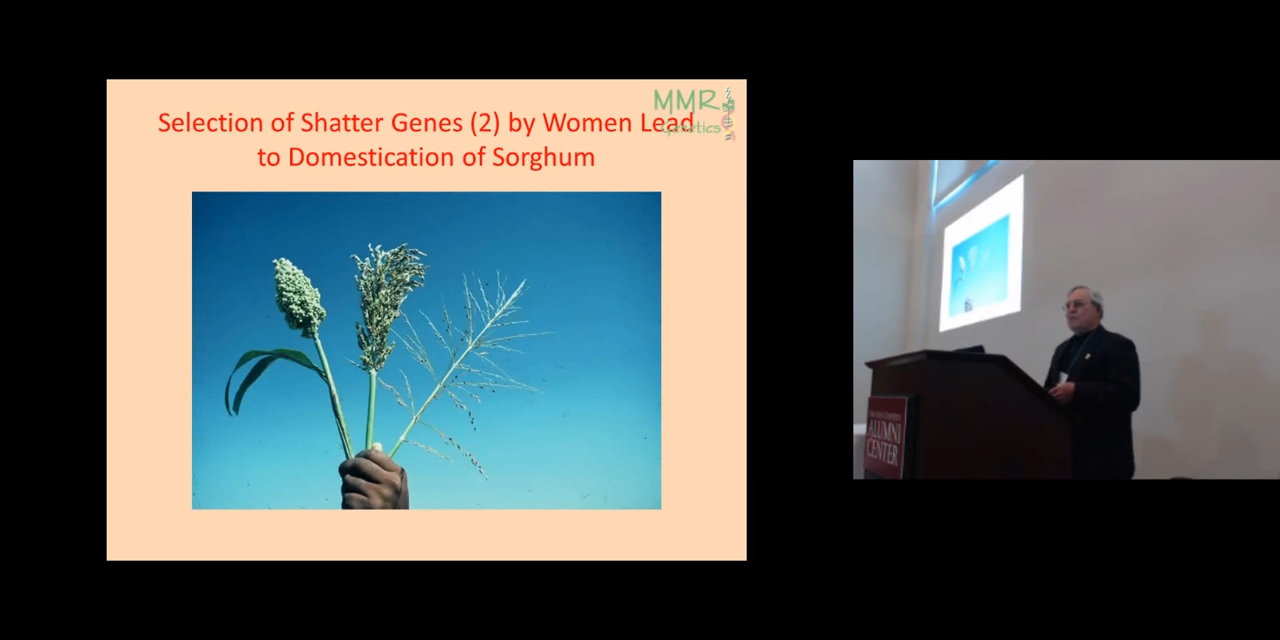 MMR
Genetics
Selection of Shatter Genes (2) by Women Lead
to Domestication of Sorghum
ALUMNI
CENTER